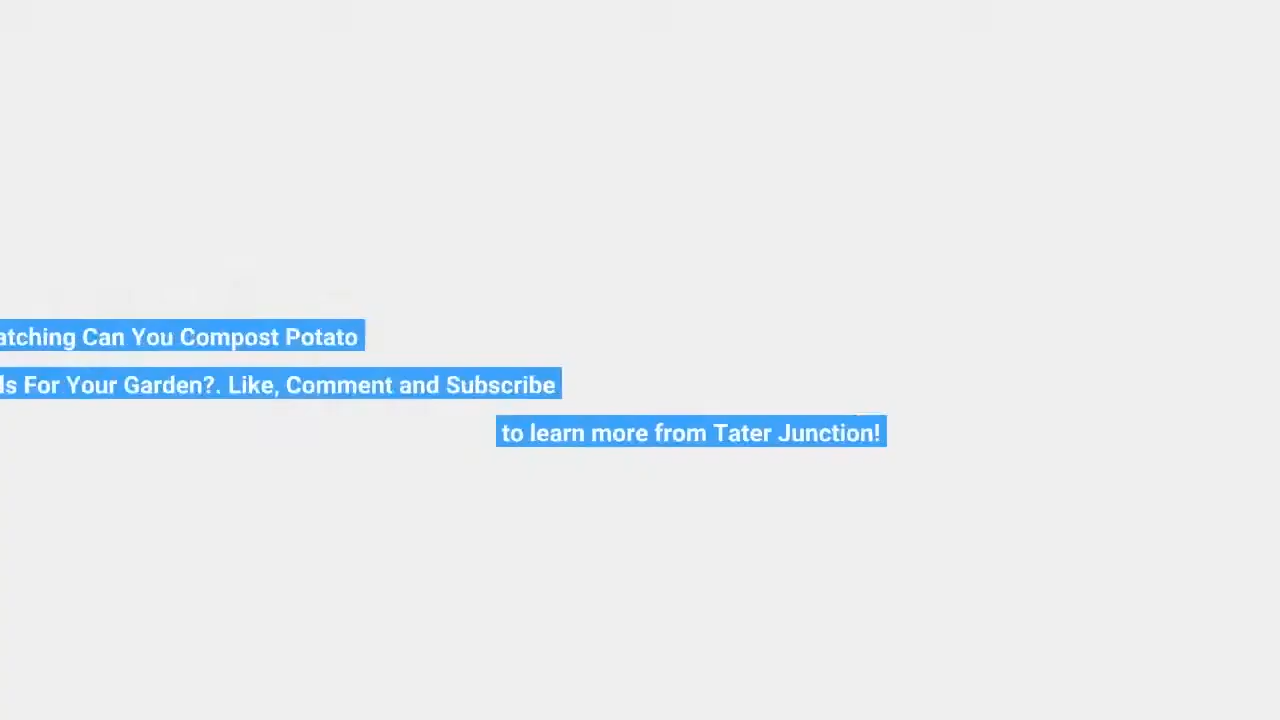 atching Can You Compost Potato
ls For Your Garden?. Like, Comment and Subscribe
to learn more from Tater Junction!